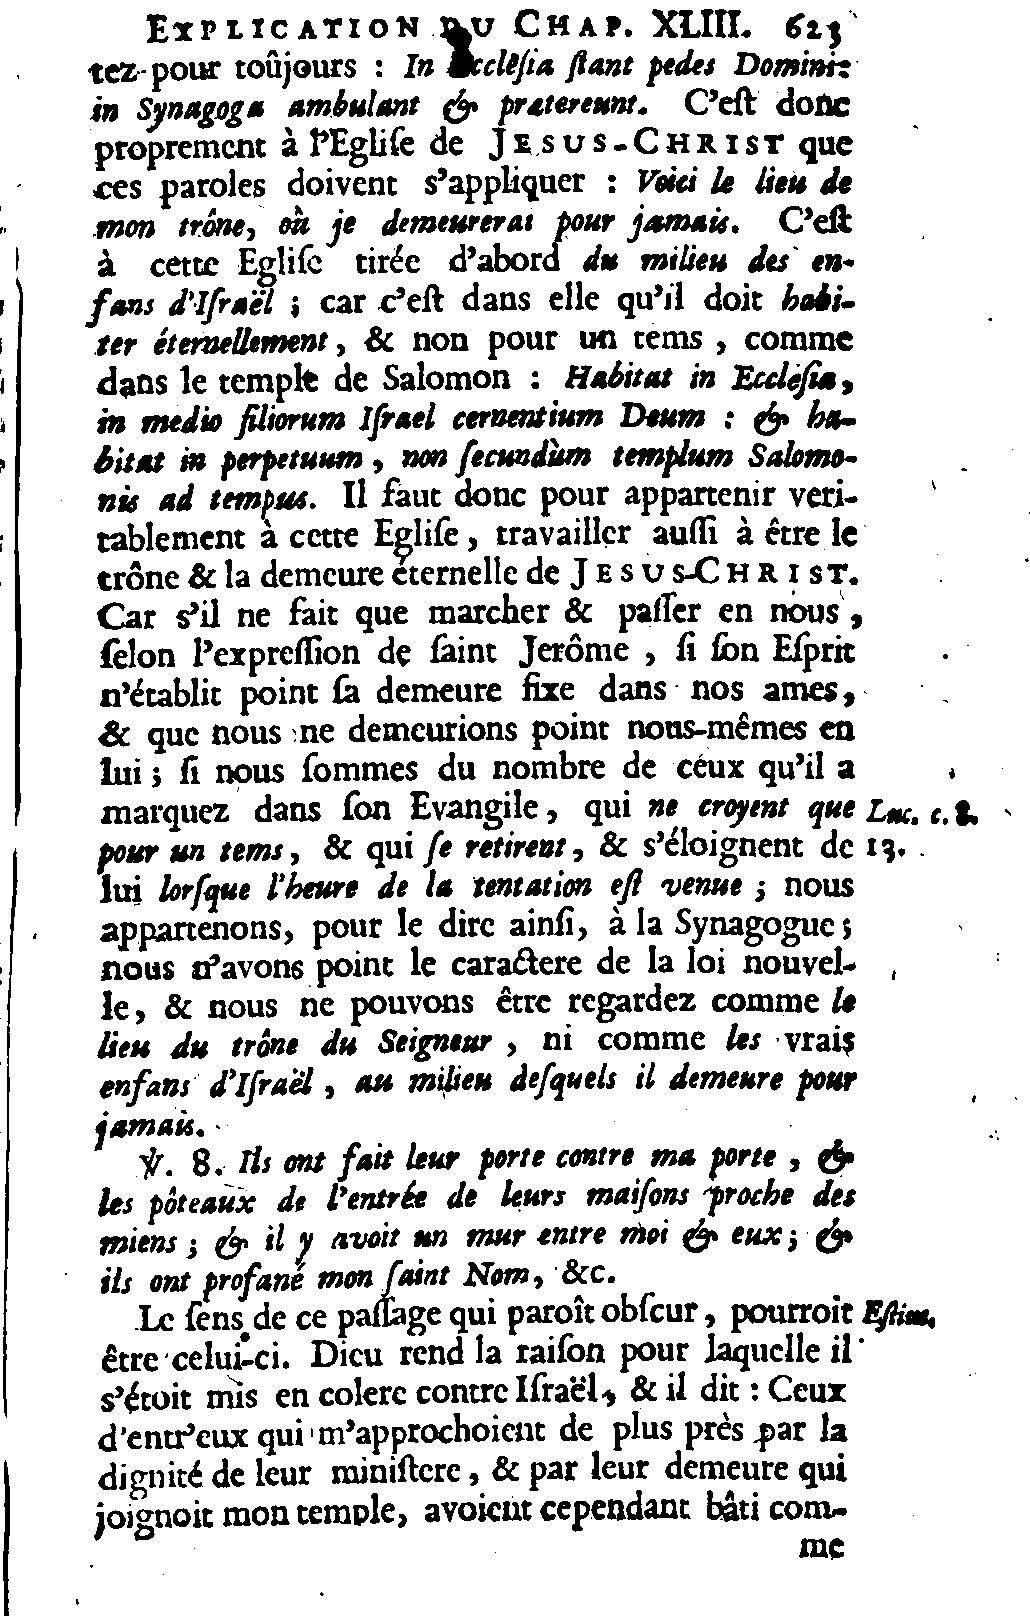 EXPLICATION DU CHAP. XLIII. 623
tez pour toûjours : In Ecclesia ſtant pedes Domini:
in Synagoga ambulant & prætereunt. C'eſt donc
proprement à l'Egliſe de JESUS-CHRIST que
ces paroles doivent s'appliquer : Voici le lieu de
mon trône, où je demeurerai pour jamais. C'eſt
à cette Egliſe tirée d'abord du milieu des en-
fans d'Iſraël ; car c'eſt dans elle qu'il doit habi-
ter éternellement, & non pour un tems, comme
dans le temple de Salomon : Habitat in Eccleſia,
in medio filiorum Iſrael cernentium Deum : & ha-
bitat in perpetuum, non ſecundùm templum Salomo-
nis ad tempus. Il faut donc pour appartenir veri-
tablement à cette Egliſe, travailler auſſi à être le
trône & la demeure éternelle de JESUS-CHRIST.
Car s'il ne fait que marcher & paſſer en nous,
ſelon l'expreſſion de ſaint Jerôme, ſi ſon Eſprit
n'établit point ſa demeure fixe dans nos ames,
& que nous ne demeurions point nous-mêmes en
lui ; ſi nous ſommes du nombre de ceux qu'il a
marquez dans ſon Evangile, qui ne croyent que Luc. c. 8.
pour un tems, & qui ſe retirent, & s'éloignent de 13.
lui lorſque l'heure de la tentation eſt venue ; nous
appartenons, pour le dire ainſi, à la Synagogue ;
nous n'avons point le caractere de la loi nouvel-
le, & nous ne pouvons être regardez comme le
lieu du trône du Seigneur, ni comme les vrais
enfans d'Iſraël, au milieu deſquels il demeure pour
jamais.
℣. 8. Ils ont fait leur porte contre ma porte, &
les pôteaux de l'entrée de leurs maiſons proche des
miens ; & il y avoit un mur entre moi & eux ; &
ils ont profané mon ſaint Nom, &c.
Le ſens de ce paſſage qui paroît obſcur, pourroit Eſtius.
être celui-ci. Dieu rend la raiſon pour laquelle il
s'étoit mis en colere contre Iſraël, & il dit : Ceux
d'entr'eux qui m'approchoient de plus près par la
dignité de leur miniſtere, & par leur demeure qui
joignoit mon temple, avoient cependant bâti com-
me